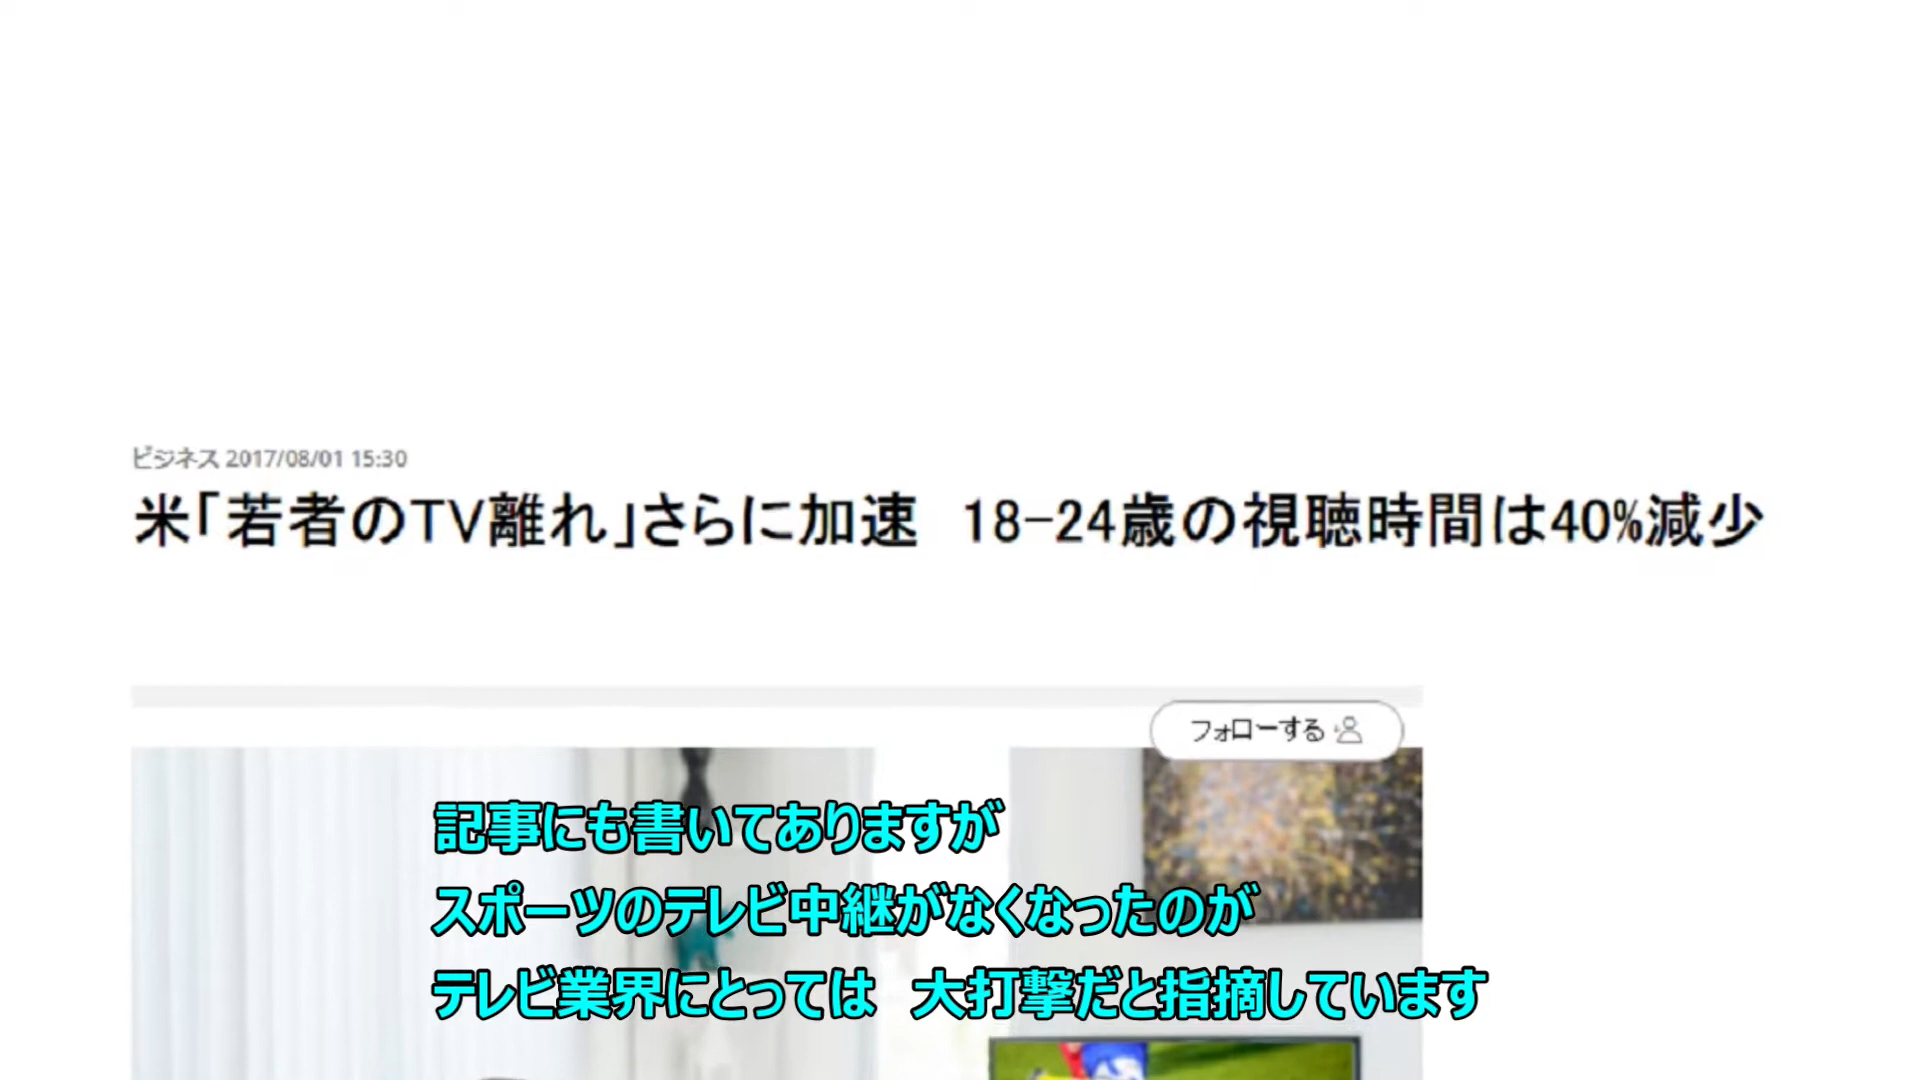 ビジネス 2017/08/01 15:30
米「若者のTV離れ」さらに加速　18-24歳の視聴時間は40%減少
フォローする
記事にも書いてありますが
スポーツのテレビ中継がなくなったのが
テレビ業界にとっては　大打撃だと指摘しています